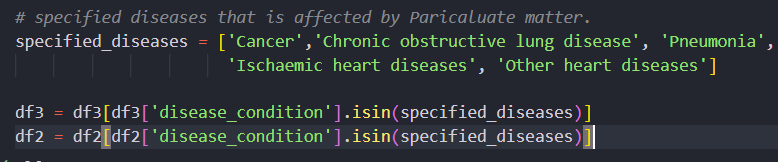 # specified diseases that is affected by Paricaluate matter.
specified_diseases = ['Cancer','Chronic obstructive lung disease', 'Pneumonia',
'Ischaemic heart diseases', 'Other heart diseases']
df3 = df3[df3['disease_condition'].isin(specified_diseases)]
df2 = df2[df2['disease_condition'].isin(specified_diseases)]